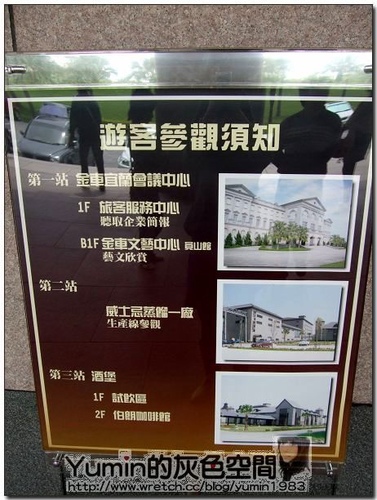 遊客參觀須知
第一站 金車宜蘭會議中心
1F 旅客服務中心
聽取企業簡報
B1F 金車文藝中心 員山館
藝文欣賞
第二站
威士忌蒸餾一廠
生產線參觀
第三站 酒堡
1F 試飲區
2F 伯朗咖啡館
Yumin的灰色空間
http://www.wretch.cc/blog/yumin1983